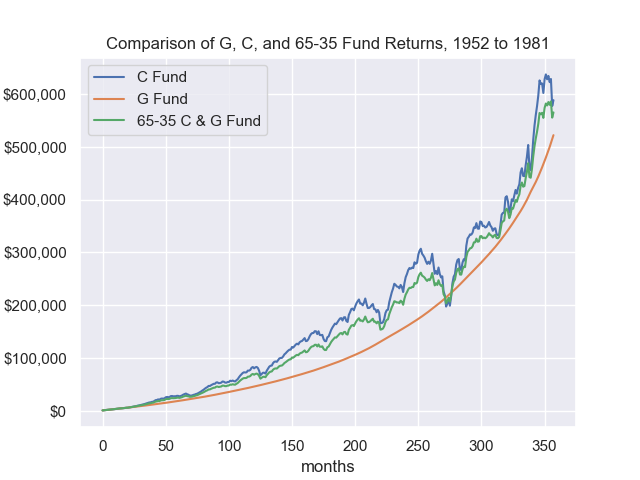 Comparison of G, C, and 65-35 Fund Returns, 1952 to 1981
C Fund
G Fund
65-35 C & G Fund
$600,000
$500,000
$400,000
$300,000
$200,000
$100,000
$0
0 50 100 150 200 250 300 350
months